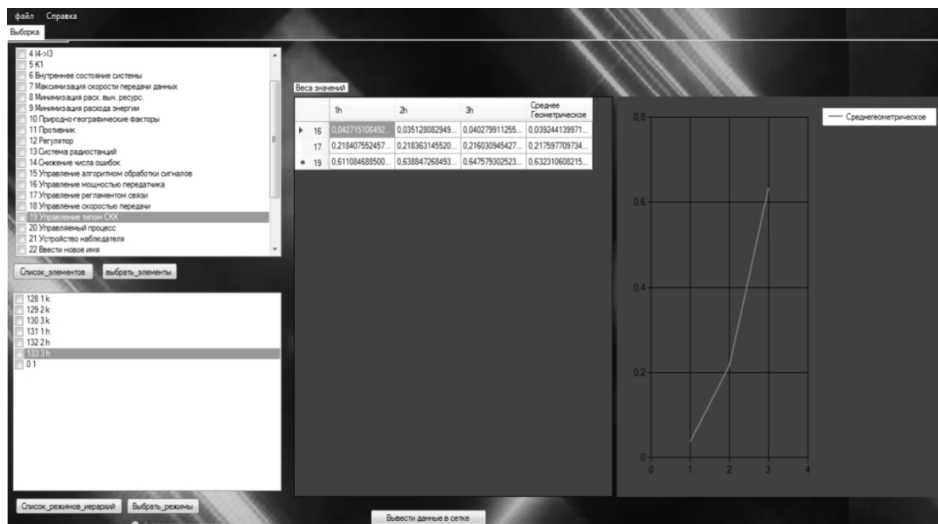 файл Справка
Выборка
4 I4->I3
5 K1
6 Внутреннее состояние системы
7 Максимизация скорости передачи данных
8 Минимизация расх. выч. ресурс.
9 Минимизация расхода энергии
10 Природно-географические факторы
11 Противник
12 Регулятор
13 Система радиостанций
14 Снижение числа ошибок
15 Управление алгоритмом обработки сигналов
16 Управление мощностью передатчика
17 Управление регламентом связи
18 Управление скоростью передачи
19 Управление типом СКК
20 Управляемый процесс
21 Устройство наблюдателя
22 Ввести новое имя
Список_элементов выбрать_элементы
128 1 k
129 2 k
130 3 k
131 1 h
132 2 h
133 3 h
0 1
Список_режимов_иерархий Выбрать_режимы
Веса значений
1h 2h 3h Среднее Геометрическое
16 0,042715106492... 0,035128082949... 0,040279911255... 0,039244139971...
17 0,218407552457... 0,218363145520... 0,216030945427... 0,217597709734...
19 0,611084688500... 0,638847268493... 0,647579302523... 0,632310608215...
Вывести данные в сетке
Среднегеометрическое
0,8
0,6
0,4
0,2
0
0 1 2 3 4